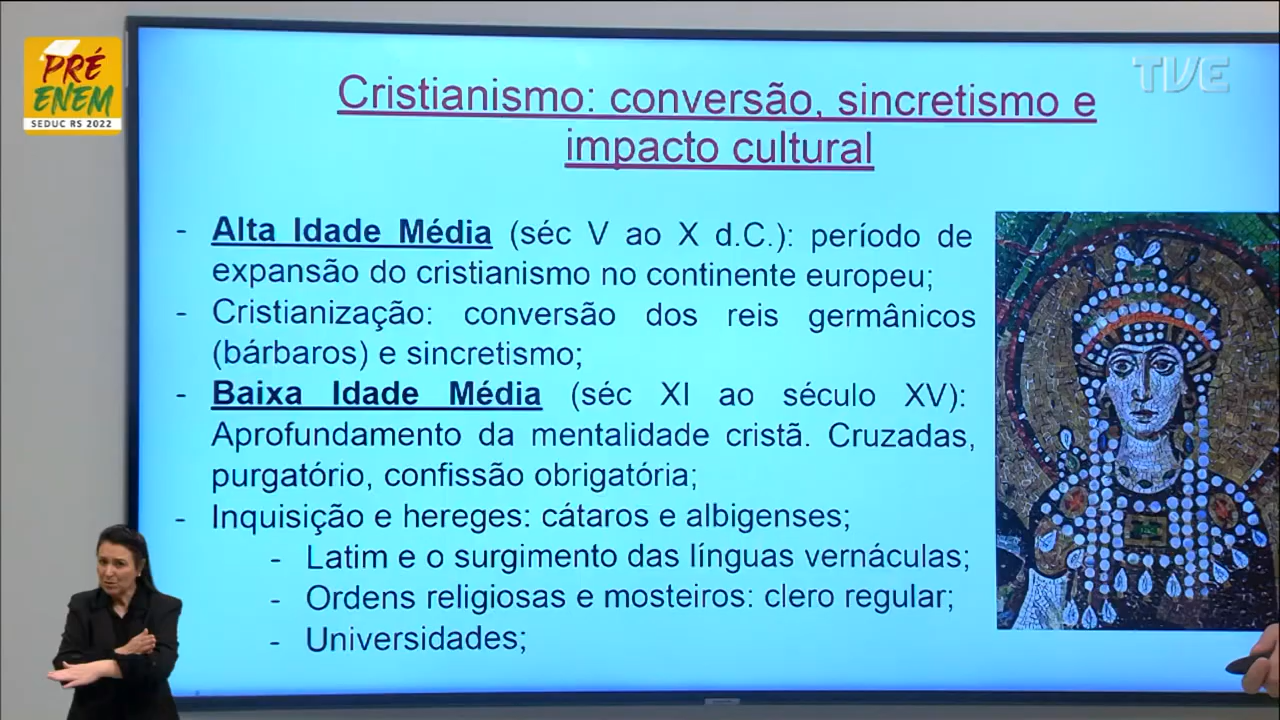 PRÉ
ENEM
SEDUC RS 2022
TVE
Cristianismo: conversão, sincretismo e
impacto cultural
- Alta Idade Média (séc V ao X d.C.): período de
expansão do cristianismo no continente europeu;
- Cristianização: conversão dos reis germânicos
(bárbaros) e sincretismo;
- Baixa Idade Média (séc XI ao século XV):
Aprofundamento da mentalidade cristã. Cruzadas,
purgatório, confissão obrigatória;
- Inquisição e hereges: cátaros e albigenses;
- Latim e o surgimento das línguas vernáculas;
- Ordens religiosas e mosteiros: clero regular;
- Universidades;